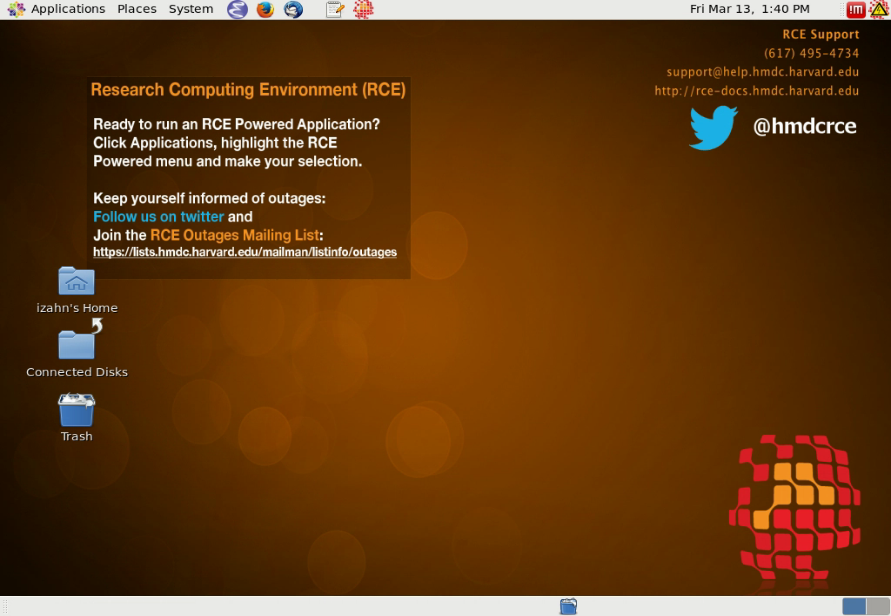 Applications Places System Fri Mar 13, 1:40 PM !M
RCE Support
(617) 495-4734
support@help.hmdc.harvard.edu
http://rce-docs.hmdc.harvard.edu
@hmdcrce
Research Computing Environment (RCE)
Ready to run an RCE Powered Application?
Click Applications, highlight the RCE
Powered menu and make your selection.
Keep yourself informed of outages:
Follow us on twitter and
Join the RCE Outages Mailing List:
https://lists.hmdc.harvard.edu/mailman/listinfo/outages
izahn's Home
Connected Disks
Trash